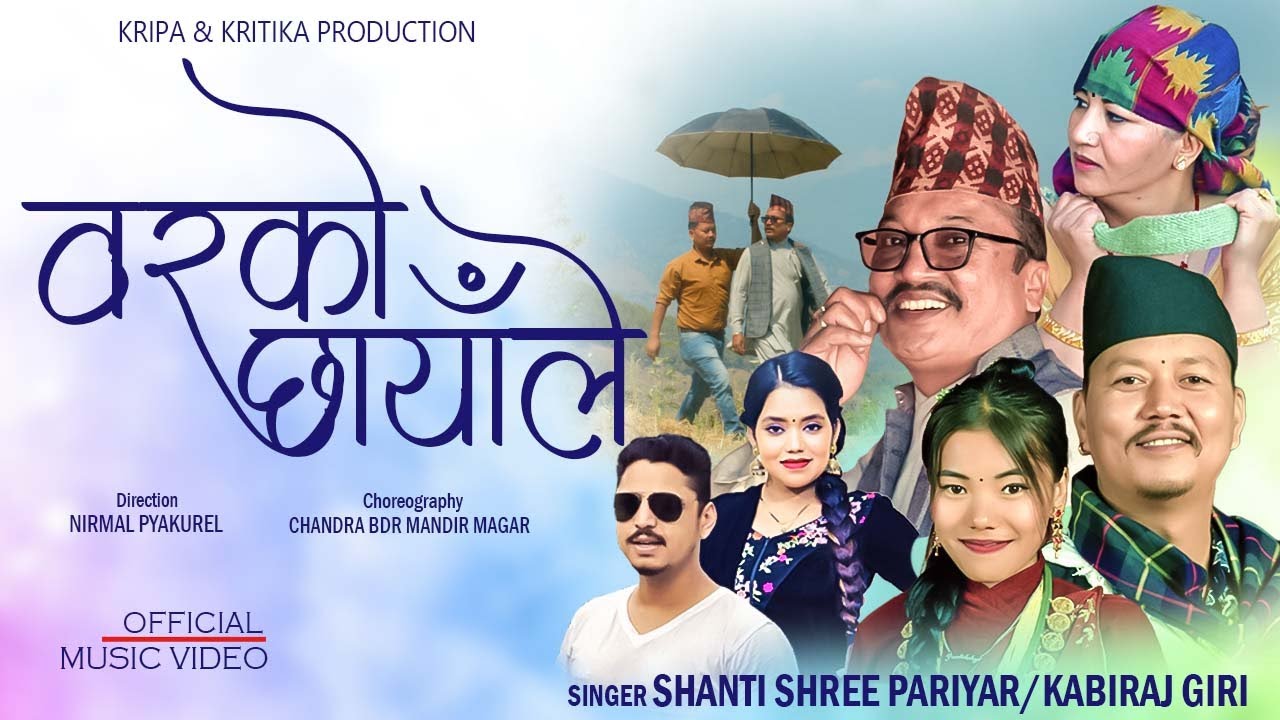 KRIPA & KRITIKA PRODUCTION
वरको
छायाँले
Direction
NIRMAL PYAKUREL
Choreography
CHANDRA BDR MANDIR MAGAR
OFFICIAL
MUSIC VIDEO
SINGER SHANTI SHREE PARIYAR/KABIRAJ GIRI